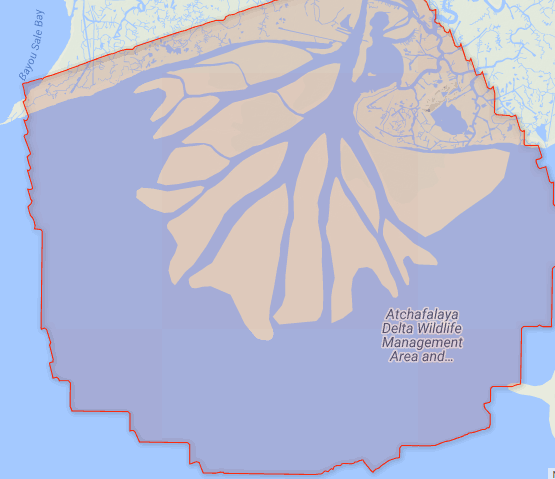 Bayou Sale Bay
Atchafalaya
Delta Wildlife
Management
Area and...